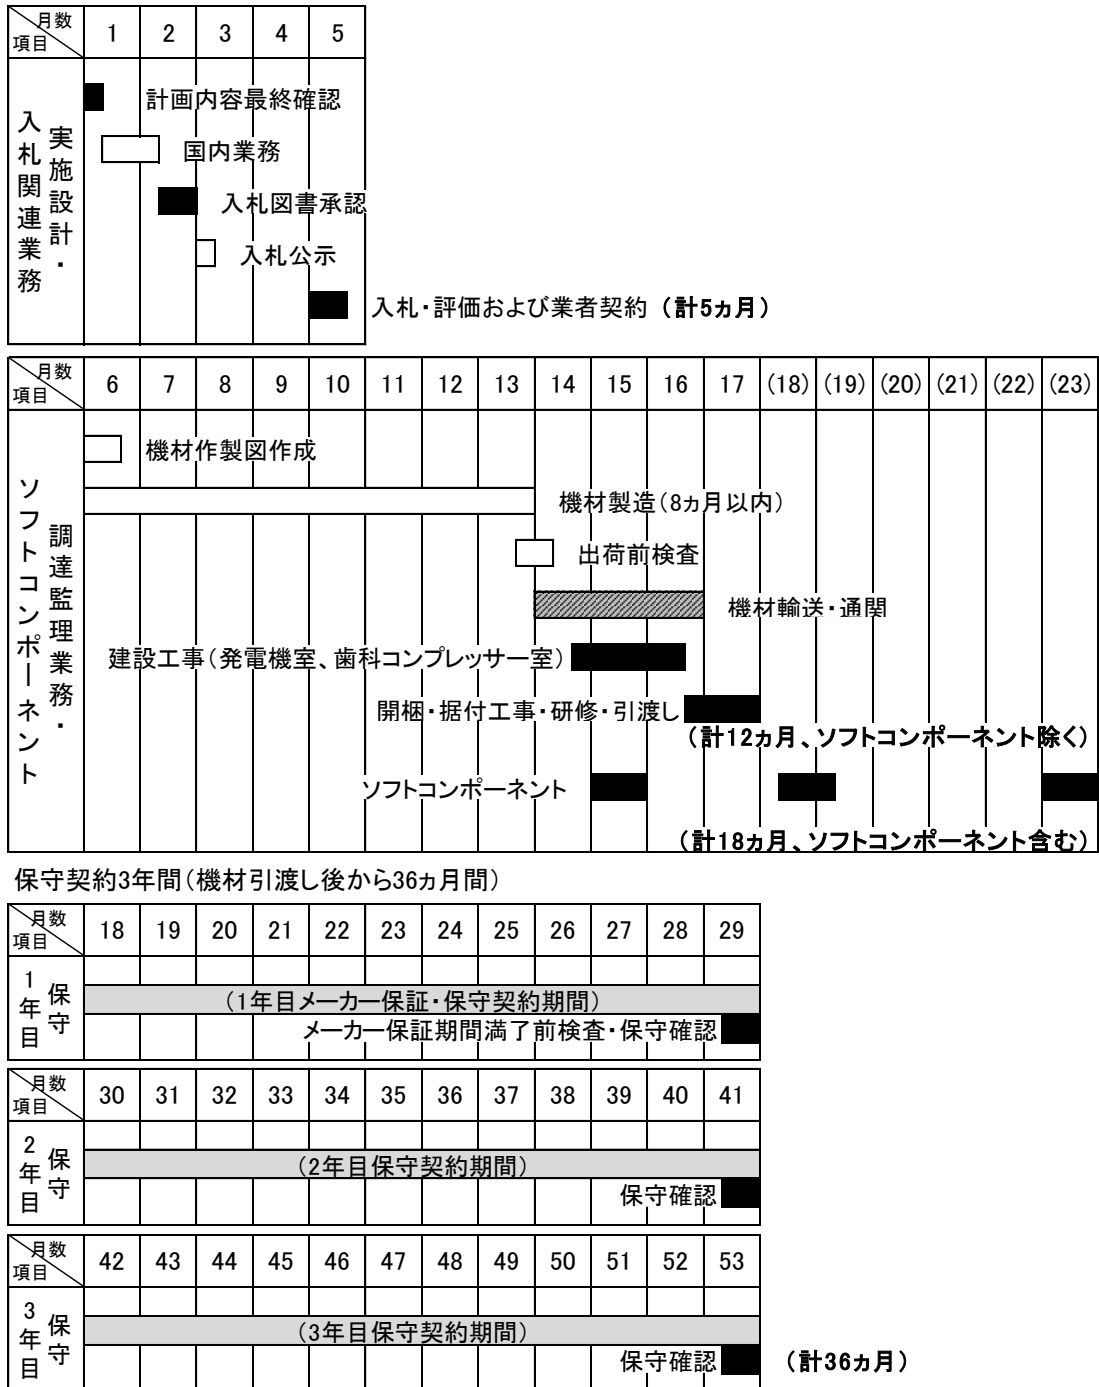 月数
項目
1 2 3 4 5
実施設計・
入札関連業務
計画内容最終確認
国内業務
入札図書承認
入札公示
入札・評価および業者契約 (計5ヵ月)
月数
項目
6 7 8 9 10 11 12 13 14 15 16 17 (18) (19) (20) (21) (22) (23)
調達監理業務・
ソフトコンポーネント
機材作製図作成
機材製造(8ヵ月以内)
出荷前検査
機材輸送・通関
建設工事(発電機室、歯科コンプレッサー室)
開梱・据付工事・研修・引渡し
(計12ヵ月、ソフトコンポーネント除く)
ソフトコンポーネント
(計18ヵ月、ソフトコンポーネント含む)
保守契約3年間(機材引渡し後から36ヵ月間)
月数
項目
18 19 20 21 22 23 24 25 26 27 28 29
保守
1年目
(1年目メーカー保証・保守契約期間)
メーカー保証期間満了前検査・保守確認
月数
項目
30 31 32 33 34 35 36 37 38 39 40 41
保守
2年目
(2年目保守契約期間)
保守確認
月数
項目
42 43 44 45 46 47 48 49 50 51 52 53
保守
3年目
(3年目保守契約期間)
保守確認
(計36ヵ月)